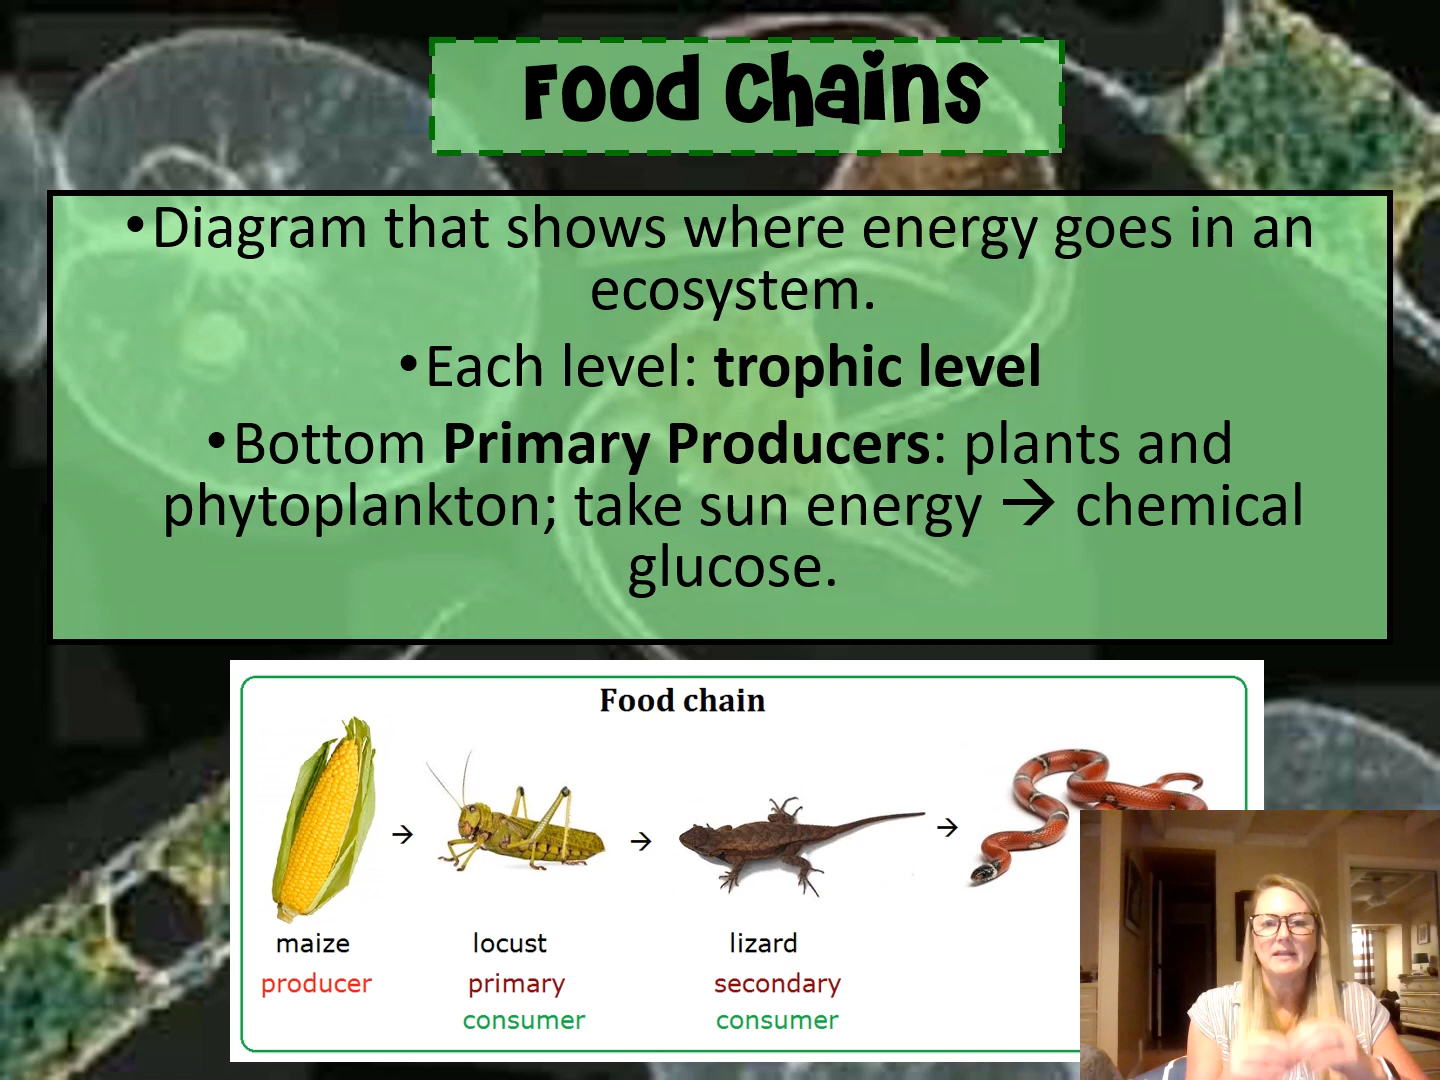 Food Chains
•Diagram that shows where energy goes in an
ecosystem.
•Each level: trophic level
•Bottom Primary Producers: plants and
phytoplankton; take sun energy → chemical
glucose.
Food chain
→ → →
maize locust lizard
producer primary secondary
consumer consumer